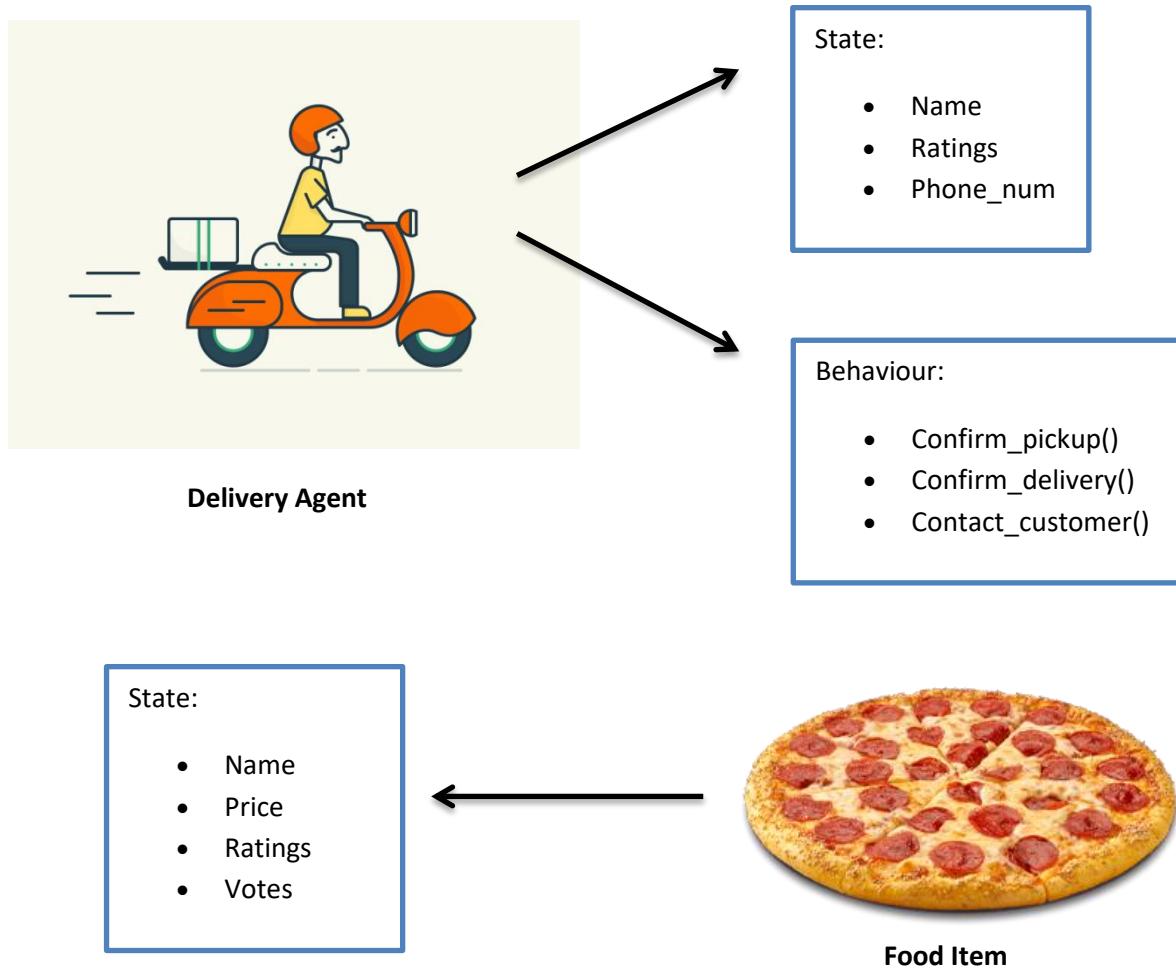 State:
• Name
• Ratings
• Phone_num
Behaviour:
• Confirm_pickup()
• Confirm_delivery()
• Contact_customer()
Delivery Agent
State:
• Name
• Price
• Ratings
• Votes
Food Item